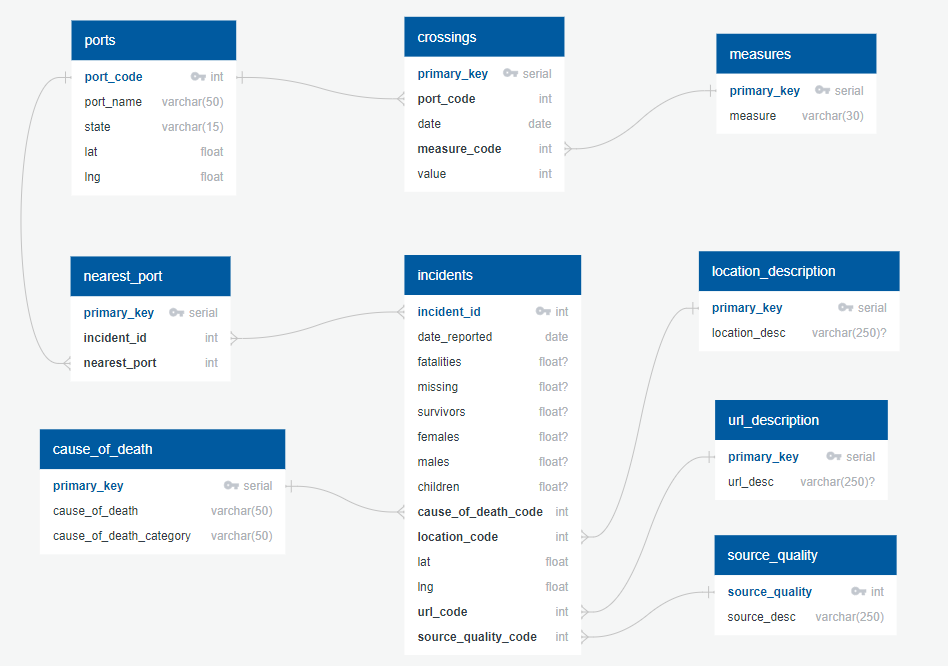 ports
port_code int
port_name varchar(50)
state varchar(15)
lat float
lng float
crossings
primary_key serial
port_code int
date date
measure_code int
value int
measures
primary_key serial
measure varchar(30)
nearest_port
primary_key serial
incident_id int
nearest_port int
incidents
incident_id int
date_reported date
fatalities float?
missing float?
survivors float?
females float?
males float?
children float?
cause_of_death_code int
location_code int
lat float
lng float
url_code int
source_quality_code int
location_description
primary_key serial
location_desc varchar(250)?
cause_of_death
primary_key serial
cause_of_death varchar(50)
cause_of_death_category varchar(50)
url_description
primary_key serial
url_desc varchar(250)?
source_quality
source_quality int
source_desc varchar(250)